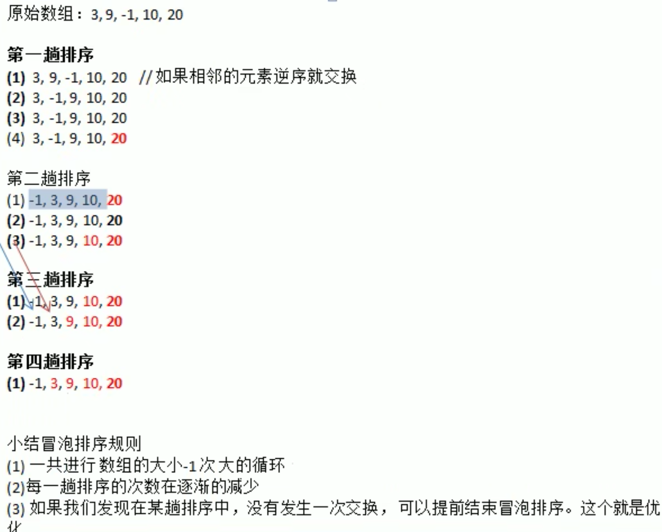 原始数组：3, 9, -1, 10, 20
第一趟排序
(1) 3, 9, -1, 10, 20 //如果相邻的元素逆序就交换
(2) 3, -1, 9, 10, 20
(3) 3, -1, 9, 10, 20
(4) 3, -1, 9, 10, 20
第二趟排序
(1) -1, 3, 9, 10, 20
(2) -1, 3, 9, 10, 20
(3) -1, 3, 9, 10, 20
第三趟排序
(1) -1, 3, 9, 10, 20
(2) -1, 3, 9, 10, 20
第四趟排序
(1) -1, 3, 9, 10, 20
小结冒泡排序规则
(1) 一共进行 数组的大小-1 次 大的循环
(2)每一趟排序的次数在逐渐的减少
(3) 如果我们发现在某趟排序中，没有发生一次交换， 可以提前结束冒泡排序。这个就是优
化